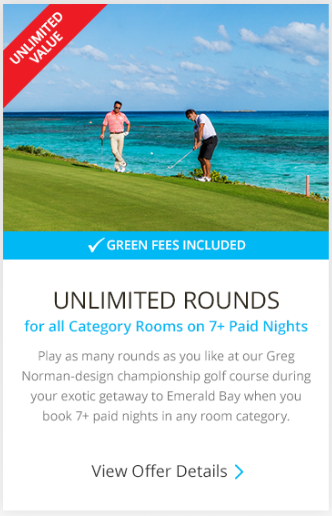 UNLIMITED
VALUE
GREEN FEES INCLUDED
UNLIMITED ROUNDS
for all Category Rooms on 7+ Paid Nights
Play as many rounds as you like at our Greg
Norman-design championship golf course during
your exotic getaway to Emerald Bay when you
book 7+ paid nights in any room category.
View Offer Details